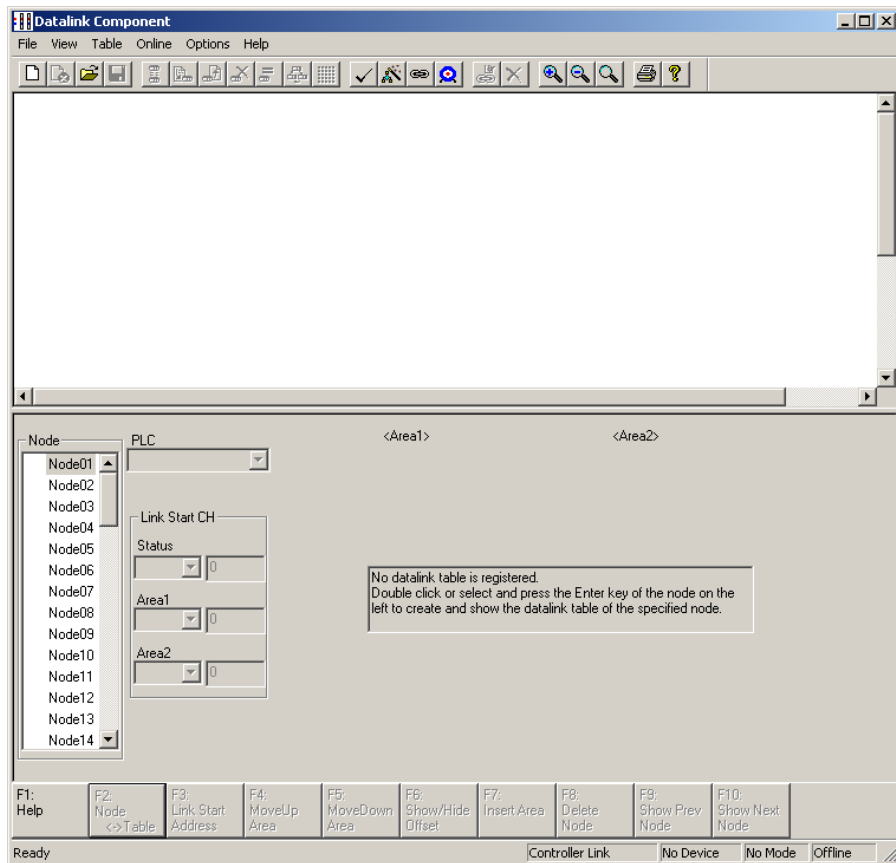 Datalink Component
File View Table Online Options Help
<Area1> <Area2>
Node
Node01
Node02
Node03
Node04
Node05
Node06
Node07
Node08
Node09
Node10
Node11
Node12
Node13
Node14
PLC
Link Start CH
Status
0
Area1
0
Area2
0
No datalink table is registered.
Double click or select and press the Enter key of the node on the
left to create and show the datalink table of the specified node.
F1:
Help
F2:
Node
<->Table
F3:
Link Start
Address
F4:
MoveUp
Area
F5:
MoveDown
Area
F6:
Show/Hide
Offset
F7:
Insert Area
F8:
Delete
Node
F9:
Show Prev
Node
F10:
Show Next
Node
Ready Controller Link No Device No Mode Offline